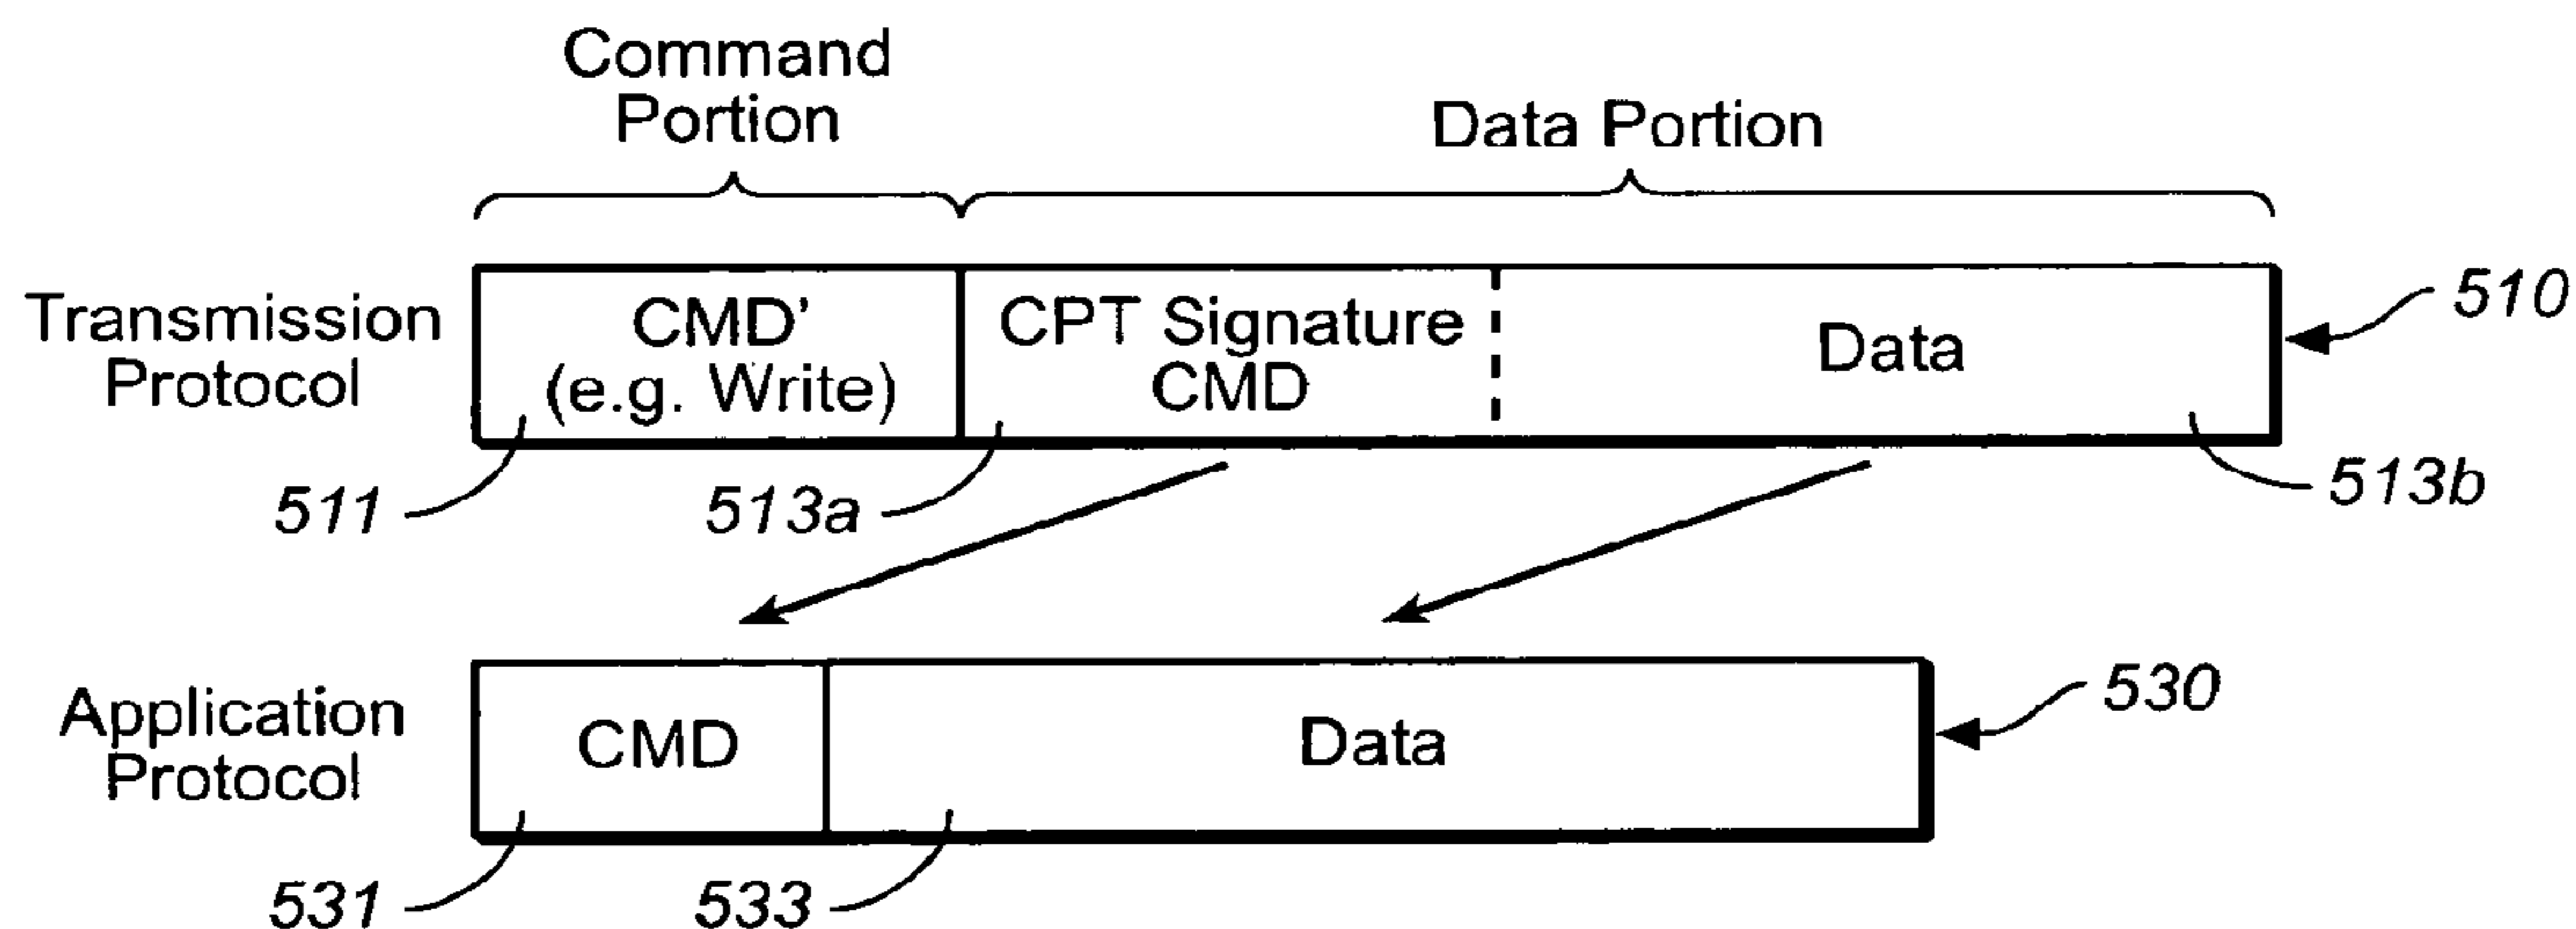 Command
Portion
Data Portion
Transmission
Protocol
CMD'
(e.g. Write)
CPT Signature
CMD
Data
510
511
513a
513b
Application
Protocol
CMD
Data
530
531
533